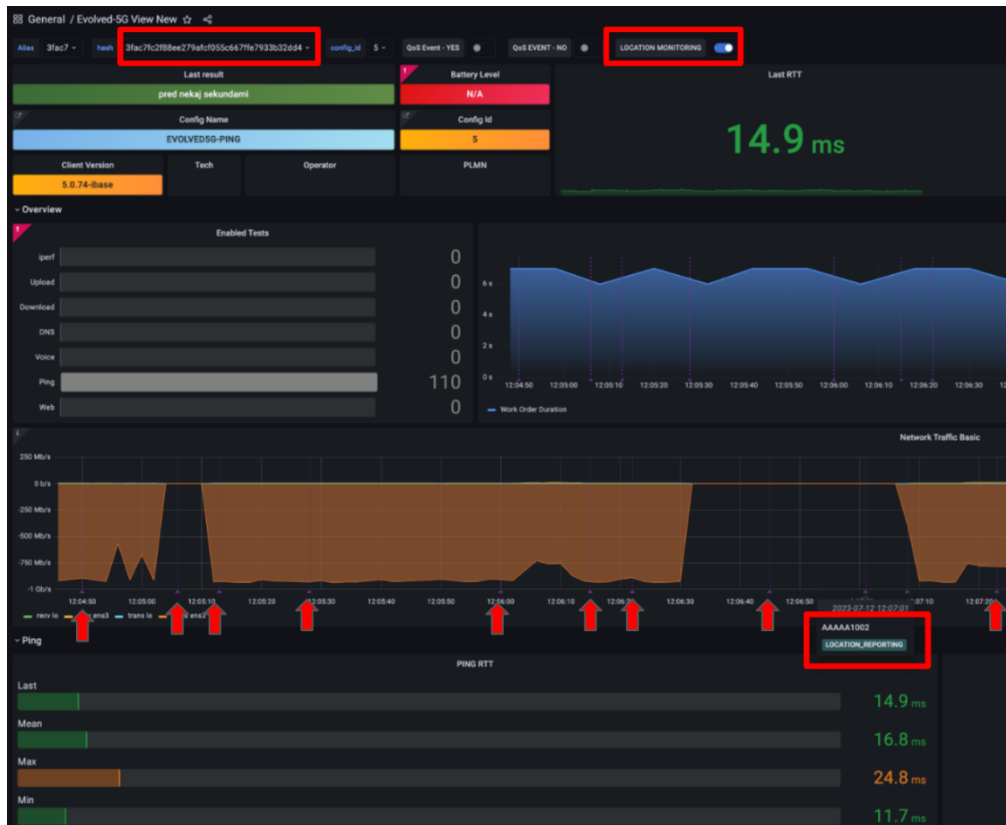 General / Evolved-5G View New
Alias 3fac7 hash 3fac7fc2f88ee279afcf055c667ffe7933b32dd4 config_id 5 QoS Event - YES QoS EVENT - NO LOCATION MONITORING
Last result Battery Level Last RTT
pred nekaj sekundami N/A
Config Name Config Id
EVOLVED5G-PING 5
14.9 ms
Client Version Tech Operator PLMN
5.0.74-ibase
Overview
Enabled Tests
iperf 0
Upload 0
Download 0
DNS 0
Voice 0
Ping 110
Web 0
6 s
4 s
2 s
0 s
12:04:50 12:05:00 12:05:10 12:05:20 12:05:30 12:05:40 12:05:50 12:06:00 12:06:10 12:06:20 12:06:30
Work Order Duration
Network Traffic Basic
250 Mb/s
0 b/s
-250 Mb/s
-500 Mb/s
-750 Mb/s
-1 Gb/s
12:04:50 12:05:00 12:05:10 12:05:20 12:05:30 12:05:40 12:05:50 12:06:00 12:06:10 12:06:30 12:06:40 12:06:50 12:07:20
recv lo ens3 trans lo ens3
2023-07-12 12:07:01
AAAAA1002
LOCATION_REPORTING
Ping
PING RTT
Last
14.9 ms
Mean
16.8 ms
Max
24.8 ms
Min
11.7 ms